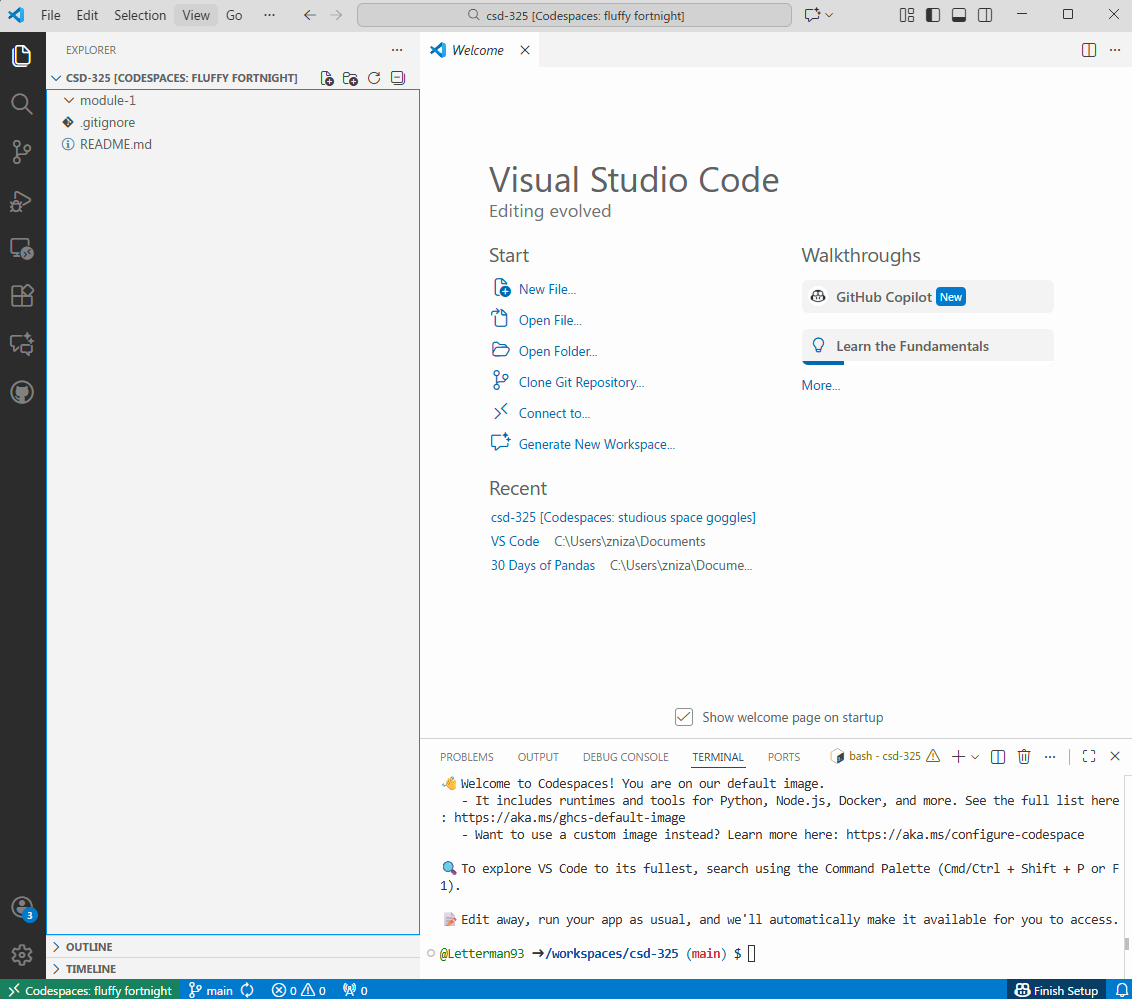 File Edit Selection View Go ··· csd-325 [Codespaces: fluffy fortnight]
EXPLORER
CSD-325 [CODESPACES: FLUFFY FORTNIGHT]
module-1
.gitignore
README.md
OUTLINE
TIMELINE
3
Welcome
Visual Studio Code
Editing evolved
Start
New File...
Open File...
Open Folder...
Clone Git Repository...
Connect to...
Generate New Workspace...
Recent
csd-325 [Codespaces: studious space goggles]
VS Code C:\Users\zniza\Documents
30 Days of Pandas C:\Users\zniza\Docume...
Walkthroughs
GitHub Copilot New
Learn the Fundamentals
More...
Show welcome page on startup
PROBLEMS OUTPUT DEBUG CONSOLE TERMINAL PORTS bash - csd-325
👋 Welcome to Codespaces! You are on our default image.
- It includes runtimes and tools for Python, Node.js, Docker, and more. See the full list here
: https://aka.ms/ghcs-default-image
- Want to use a custom image instead? Learn more here: https://aka.ms/configure-codespace
🔍 To explore VS Code to its fullest, search using the Command Palette (Cmd/Ctrl + Shift + P or F
1).
📝 Edit away, run your app as usual, and we'll automatically make it available for you to access.
@Letterman93 ➜/workspaces/csd-325 (main) $
Codespaces: fluffy fortnight main 0 0 0 Finish Setup